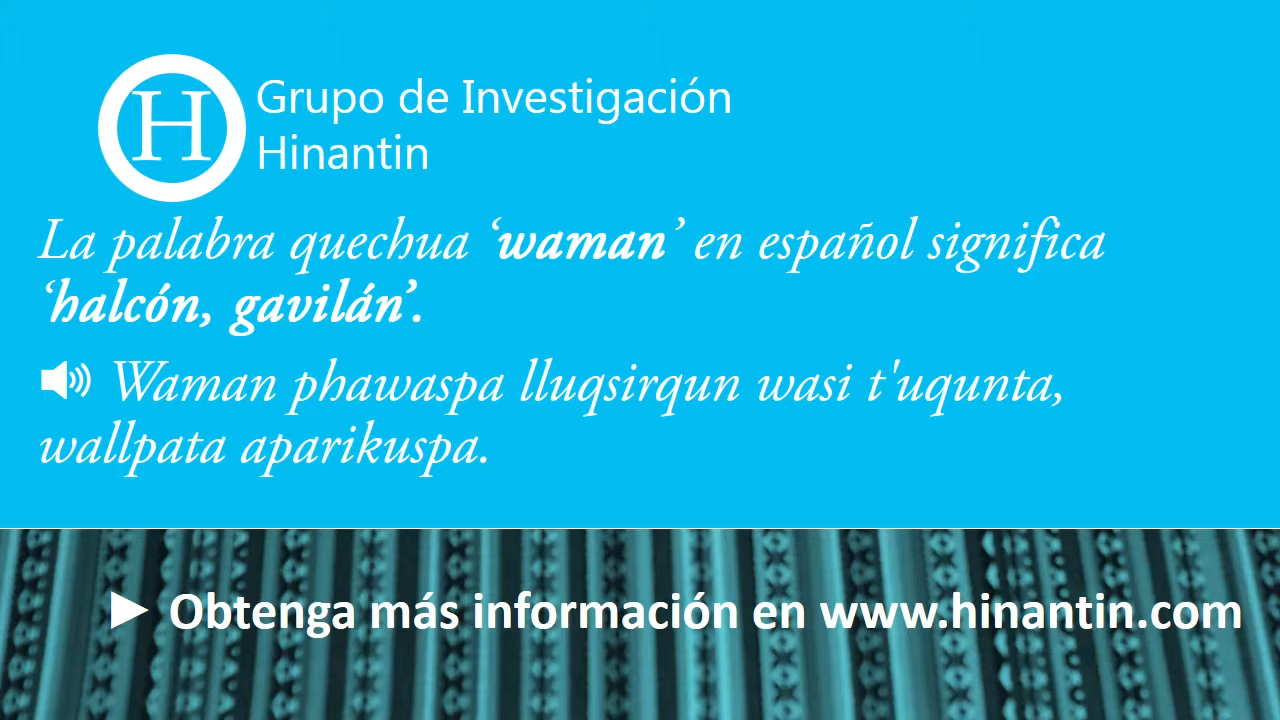 H
Grupo de Investigación
Hinantin
La palabra quechua ‘waman’ en español significa
‘halcón, gavilán’.
Waman phawaspa lluqsirqun wasi t'uqunta,
wallpata aparikuspa.
Obtenga más información en www.hinantin.com